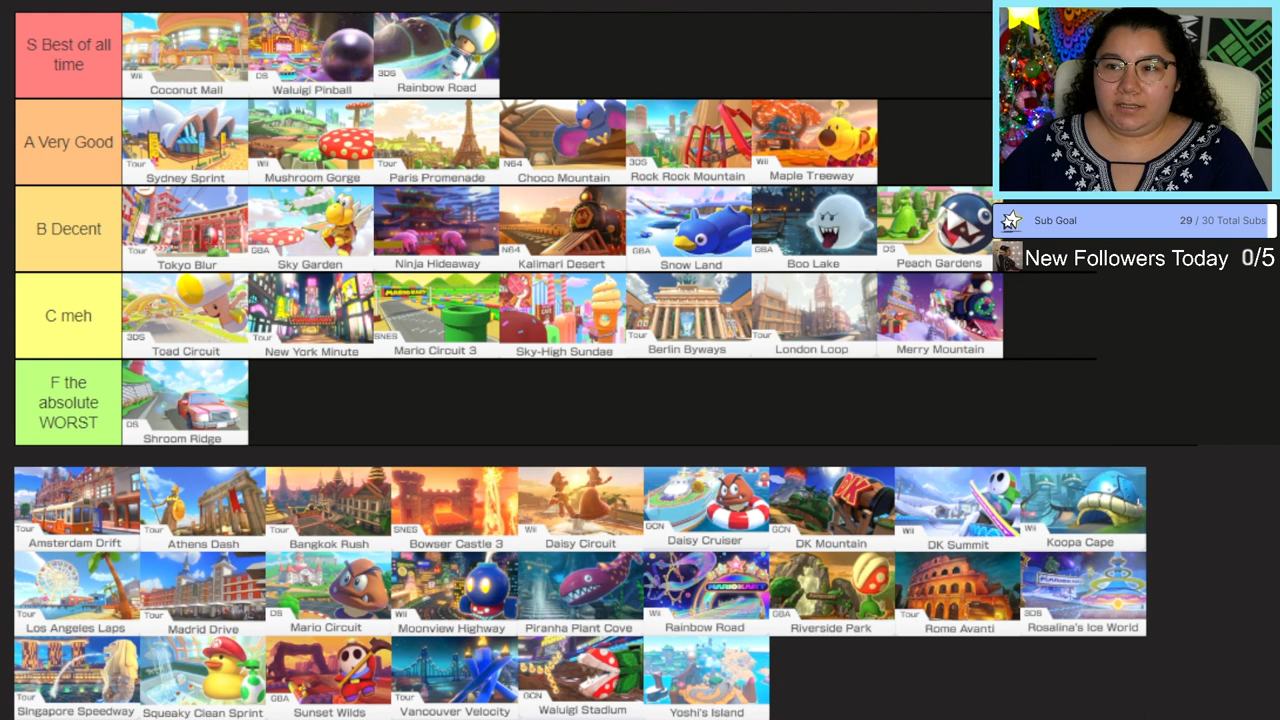 S Best of all
time
Wii
Coconut Mall
DS
Waluigi Pinball
3DS
Rainbow Road
A Very Good
Tour
Sydney Sprint
Wii
Mushroom Gorge
Tour
Paris Promenade
N64
Choco Mountain
3DS
Rock Rock Mountain
Wii
Maple Treeway
B Decent
Tour
Tokyo Blur
GBA
Sky Garden
Ninja Hideaway
N64
Kalimari Desert
GBA
Snow Land
GBA
Boo Lake
DS
Peach Gardens
C meh
3DS
Toad Circuit
Tour
New York Minute
MARIO KART
SNES
Mario Circuit 3
Sky-High Sundae
Tour
Berlin Byways
Tour
London Loop
Merry Mountain
F the
absolute
WORST
DS
Shroom Ridge
Sub Goal
29 / 30 Total Subs
New Followers Today 0/5
Tour
Amsterdam Drift
Tour
Athens Dash
Tour
Bangkok Rush
SNES
Bowser Castle 3
Wii
Daisy Circuit
GCN
Daisy Cruiser
DK
GCN
DK Mountain
Wii
DK Summit
Wii
Koopa Cape
Tour
Los Angeles Laps
Tour
Madrid Drive
DS
Mario Circuit
Wii
Moonview Highway
Piranha Plant Cove
MARIO KART
Wii
Rainbow Road
GBA
Riverside Park
Tour
Rome Avanti
MARIO KART
3DS
Rosalina's Ice World
Tour
Singapore Speedway
Squeaky Clean Sprint
GBA
Sunset Wilds
Tour
Vancouver Velocity
GCN
Waluigi Stadium
Yoshi's Island